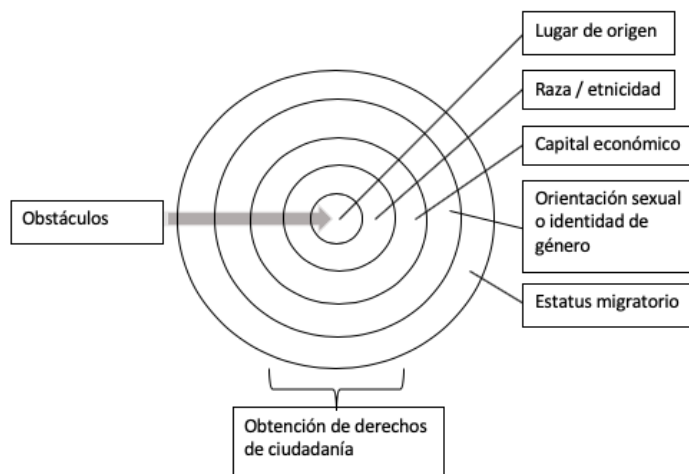 Lugar de origen
Raza / etnicidad
Capital económico
Orientación sexual
o identidad de
género
Obstáculos
Estatus migratorio
Obtención de derechos
de ciudadanía